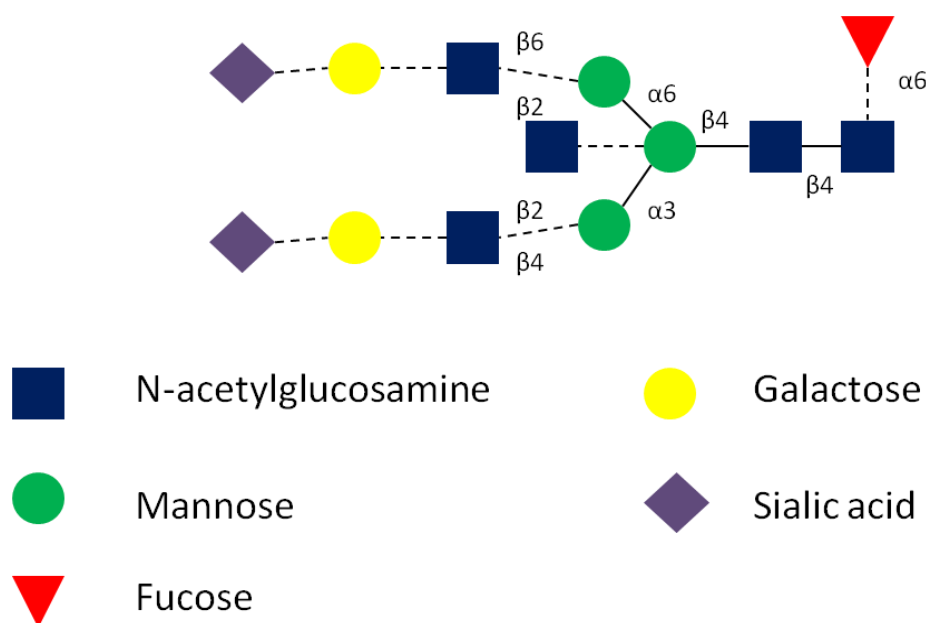 β6
α6
α6
β2
β4
β4
β2
α3
β4
N-acetylglucosamine
Galactose
Mannose
Sialic acid
Fucose